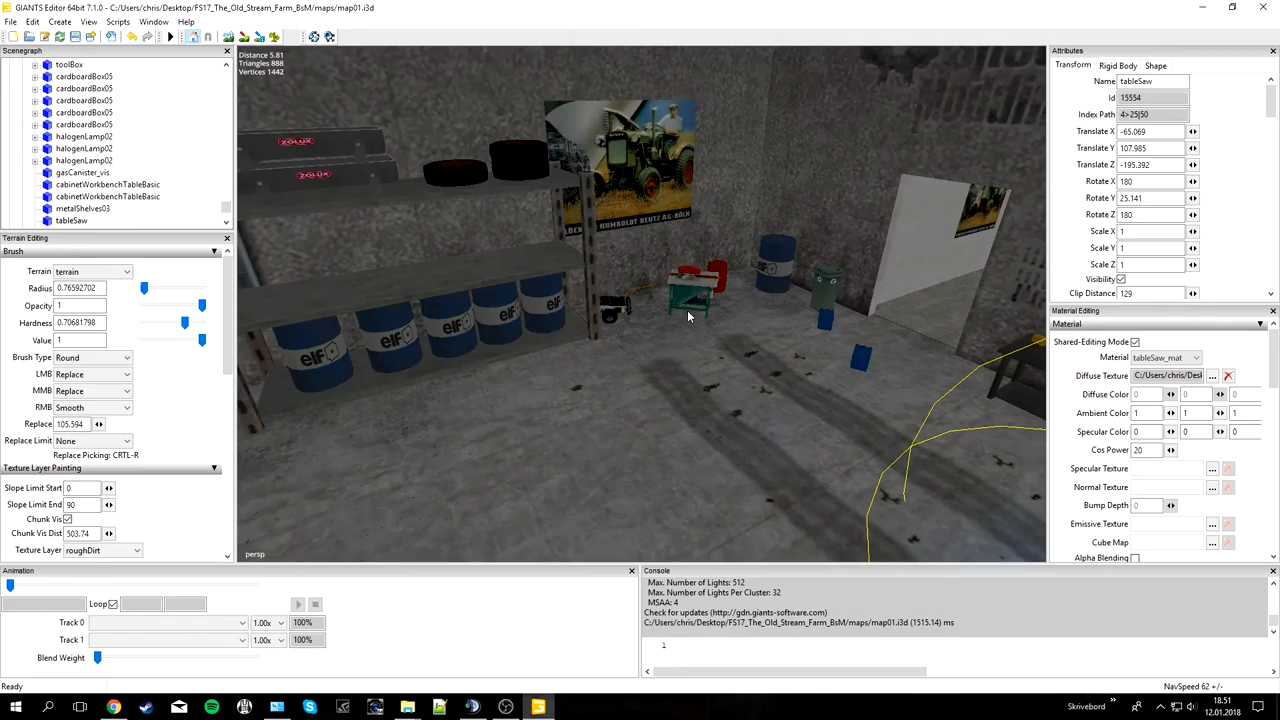 GIANTS Editor 64bit 7.1.0 - C:/Users/chris/Desktop/FS17_The_Old_Stream_Farm_BsM/maps/map01.i3d
File Edit Create View Scripts Window Help
Scenegraph
toolBox
cardboardBox05
cardboardBox05
cardboardBox05
cardboardBox05
cardboardBox05
halogenLamp02
halogenLamp02
halogenLamp02
gasCanister_vis
cabinetWorkbenchTableBasic
cabinetWorkbenchTableBasic
metalShelves03
tableSaw
Terrain Editing
Brush
Terrain terrain
Radius 0.76592702
Opacity 1
Hardness 0.70681798
Value 1
Brush Type Round
LMB Replace
MMB Replace
RMB Smooth
Replace 105.594
Replace Limit None
Replace Picking: CRTL-R
Texture Layer Painting
Slope Limit Start 0
Slope Limit End 90
Chunk Vis
Chunk Vis Dist 503.74
Texture Layer roughDirt
Distance 5.81
Triangles 888
Vertices 1442
ZOLUX
ZOLUX
HUMBOLDT DEUTZ A.G-KÖLN
elf
elf
elf
elf
elf
persp
Attributes
Transform Rigid Body Shape
Name tableSaw
Id 15554
Index Path 4>25|50
Translate X -65.069
Translate Y 107.985
Translate Z -195.392
Rotate X 180
Rotate Y 25.141
Rotate Z 180
Scale X 1
Scale Y 1
Scale Z 1
Visibility
Clip Distance 129
Material Editing
Material
Shared-Editing Mode
Material tableSaw_mat
Diffuse Texture C:/Users/chris/Desl ...
Diffuse Color 0 0 0
Ambient Color 1 1 1
Specular Color 0 0 0
Cos Power 20
Specular Texture ...
Normal Texture ...
Bump Depth 0
Emissive Texture ...
Cube Map ...
Alpha Blending
Animation
Loop
Track 0 1.00x 100%
Track 1 1.00x 100%
Blend Weight
Console
Max. Number of Lights: 512
Max. Number of Lights Per Cluster: 32
MSAA: 4
Check for updates (http://gdn.giants-software.com)
C:/Users/chris/Desktop/FS17_The_Old_Stream_Farm_BsM/maps/map01.i3d (1515.14) ms
1
Ready
NavSpeed 62 +/-
Skrivebord
18.51
12.01.2018